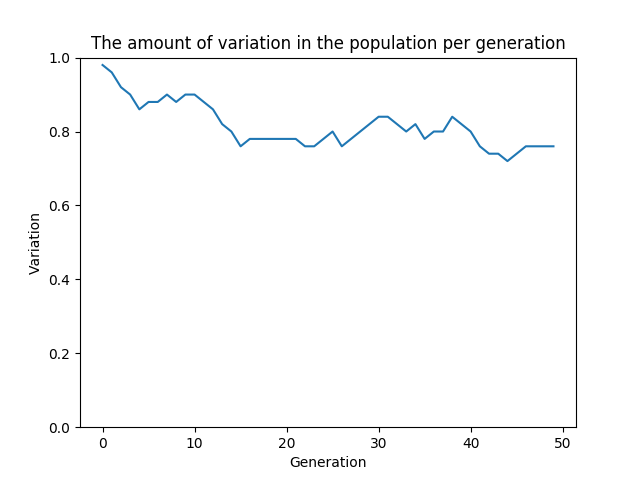 The amount of variation in the population per generation
1.0
0.8
0.6
0.4
0.2
0.0
Variation
0 10 20 30 40 50
Generation